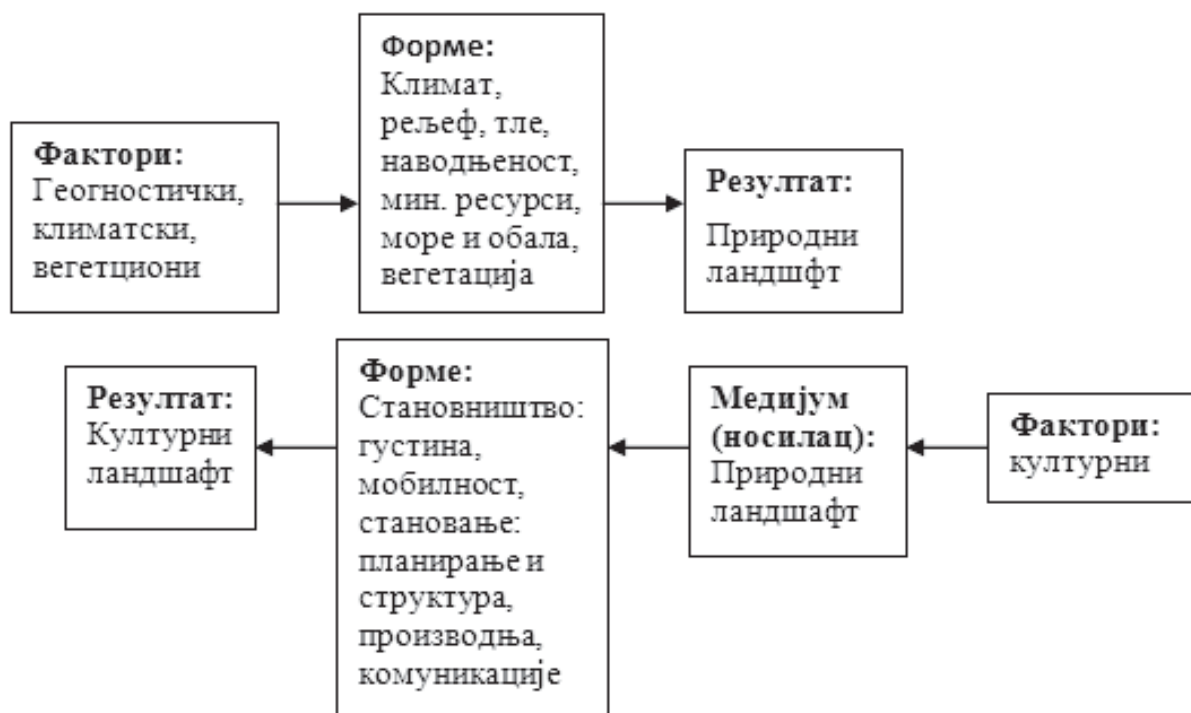 Фактори:
Геогностички,
климатски,
вегетциони
Форме:
Климат,
рељеф, тле,
наводњеност,
мин. ресурси,
море и обала,
вегетација
Резултат:
Природни
ландшфт
Резултат:
Културни
ландшафт
Форме:
Становништво:
густина,
мобилност,
становање:
планирање и
структура,
производња,
комуникације
Медијум
(носилац):
Природни
ландшафт
Фактори:
културни